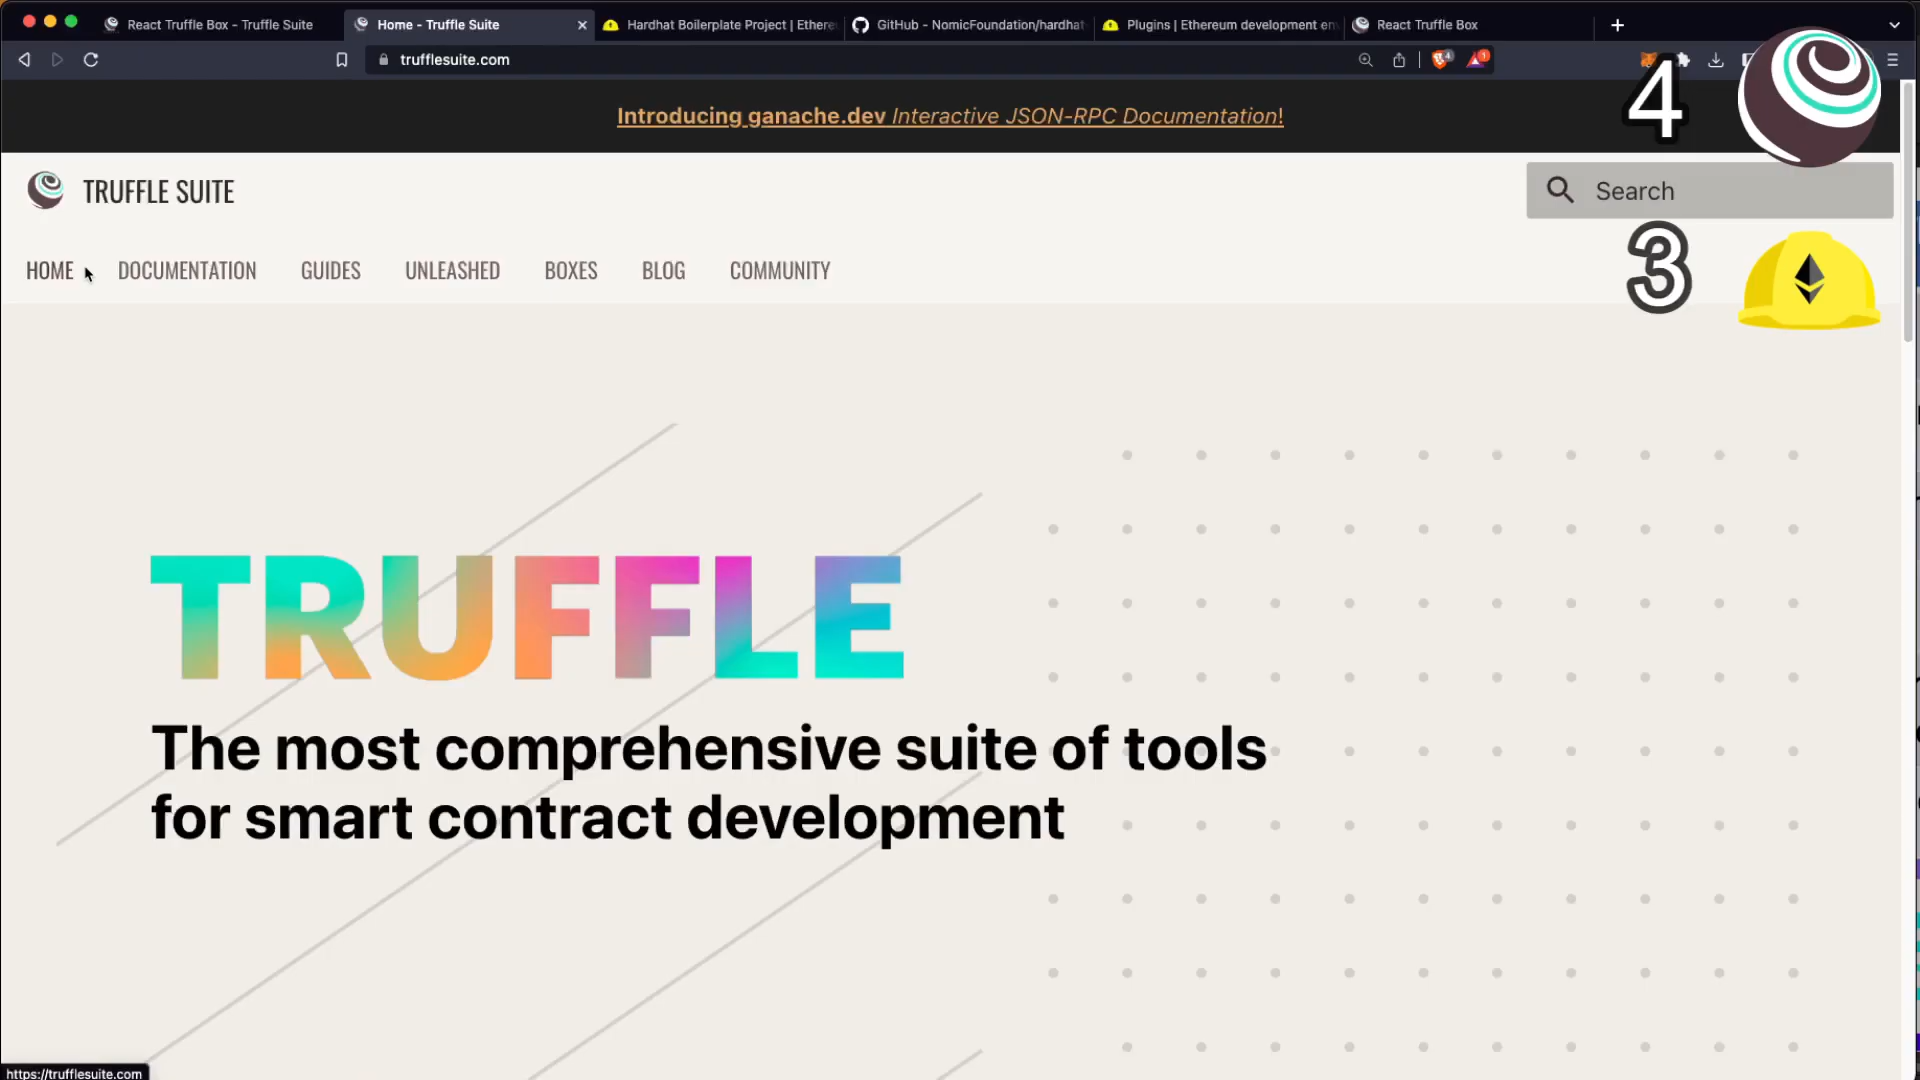 React Truffle Box - Truffle Suite
Home - Truffle Suite
Hardhat Boilerplate Project | Ethere
GitHub - NomicFoundation/hardhat
Plugins | Ethereum development en
React Truffle Box
trufflesuite.com
4
1
Introducing ganache.dev Interactive JSON-RPC Documentation!
4
TRUFFLE SUITE
Search
HOME
DOCUMENTATION
GUIDES
UNLEASHED
BOXES
BLOG
COMMUNITY
3
TRUFFLE
The most comprehensive suite of tools
for smart contract development
https://trufflesuite.com